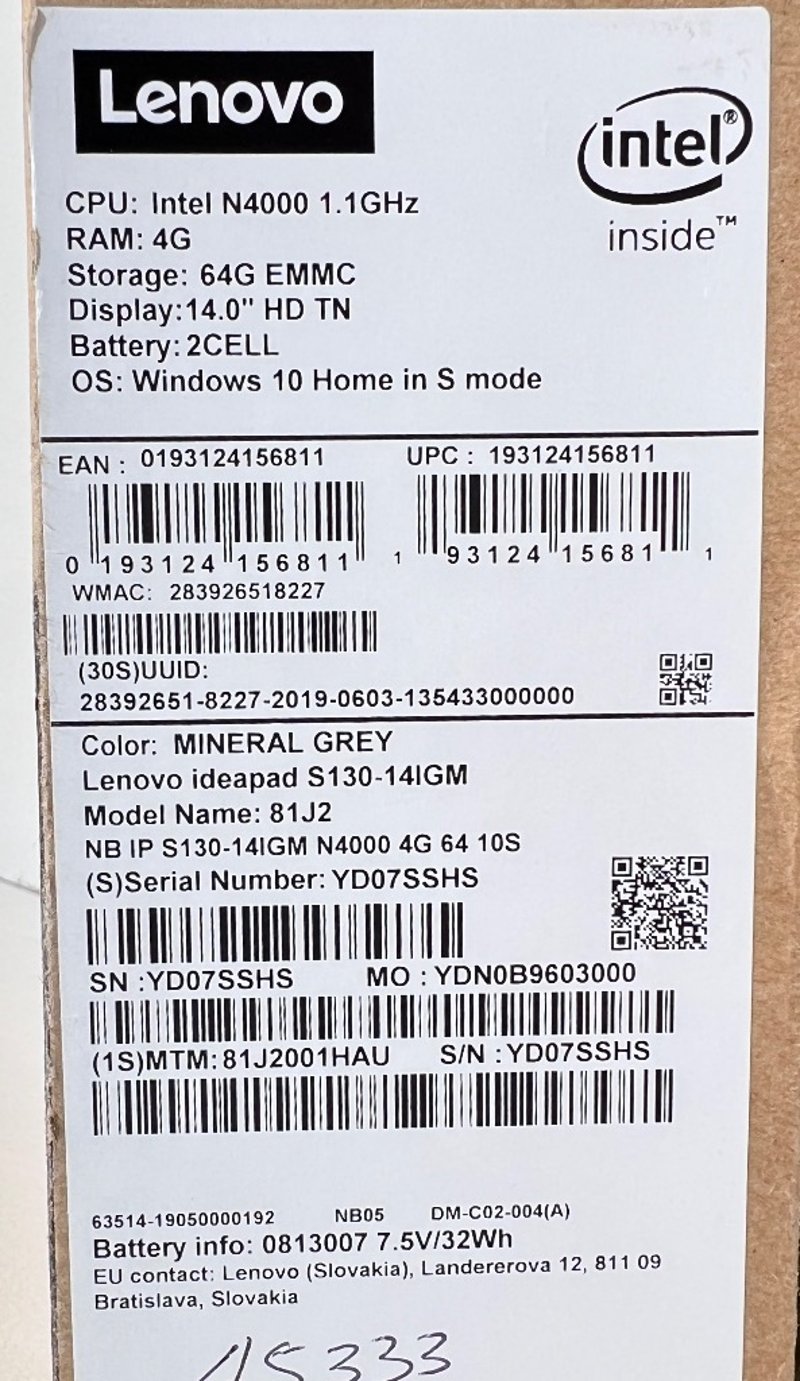 Lenovo
intel®
inside™
CPU: Intel N4000 1.1GHz
RAM: 4G
Storage: 64G EMMC
Display:14.0" HD TN
Battery: 2CELL
OS: Windows 10 Home in S mode
EAN : 0193124156811
UPC : 193124156811
0 193124 156811
1 93124 15681 1
WMAC: 283926518227
(30S)UUID:
28392651-8227-2019-0603-135433000000
Color: MINERAL GREY
Lenovo ideapad S130-14IGM
Model Name: 81J2
NB IP S130-14IGM N4000 4G 64 10S
(S)Serial Number: YD07SSHS
SN :YD07SSHS MO : YDN0B9603000
(1S)MTM: 81J2001HAU S/N : YD07SSHS
63514-19050000192 NB05 DM-C02-004(A)
Battery info: 0813007 7.5V/32Wh
EU contact: Lenovo (Slovakia), Landererova 12, 811 09
Bratislava, Slovakia
15333